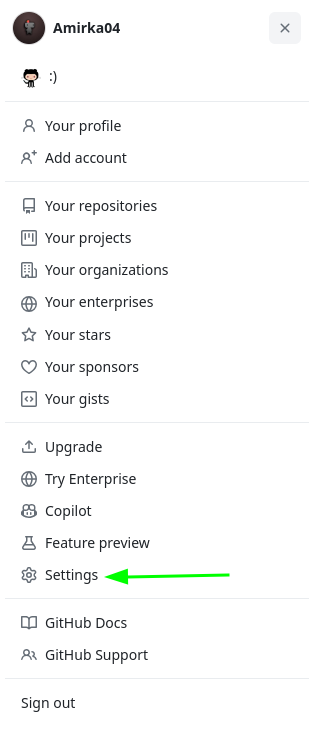 Amirka04
:)
Your profile
Add account
Your repositories
Your projects
Your organizations
Your enterprises
Your stars
Your sponsors
Your gists
Upgrade
Try Enterprise
Copilot
Feature preview
Settings
GitHub Docs
GitHub Support
Sign out